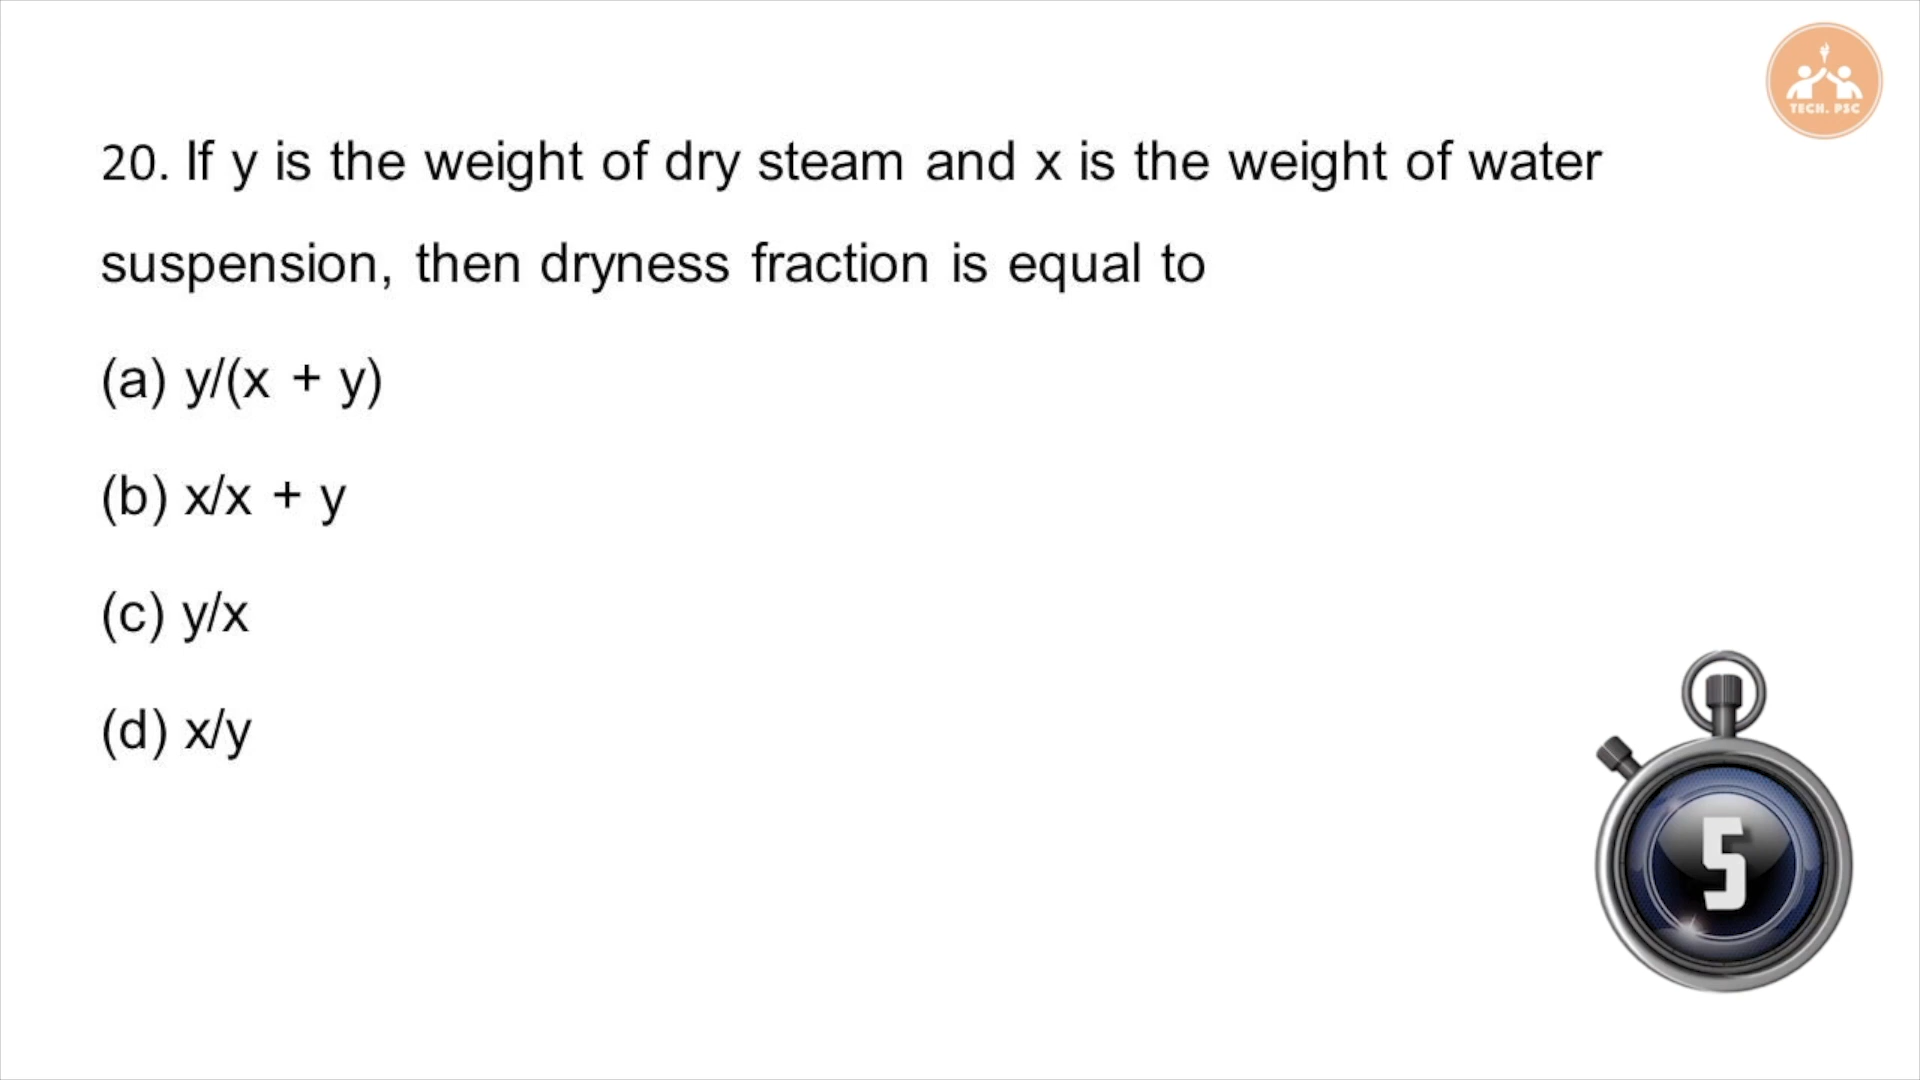 TECH. PSC
20. If y is the weight of dry steam and x is the weight of water
suspension, then dryness fraction is equal to
(a) y/(x + y)
(b) x/x + y
(c) y/x
(d) x/y
5